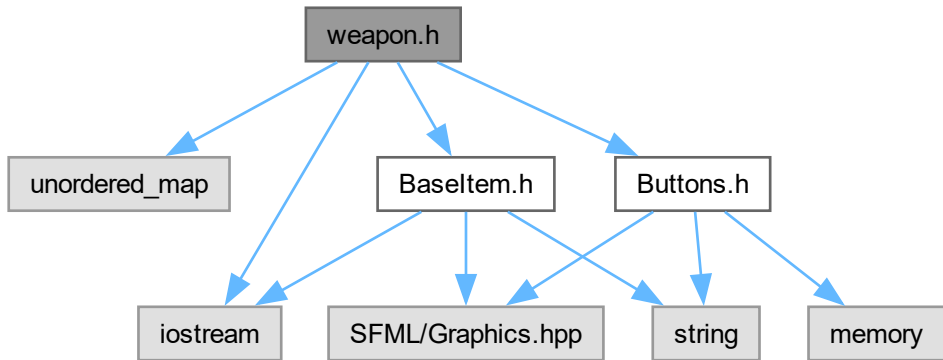 weapon.h
unordered_map
BaseItem.h
Buttons.h
iostream
SFML/Graphics.hpp
string
memory